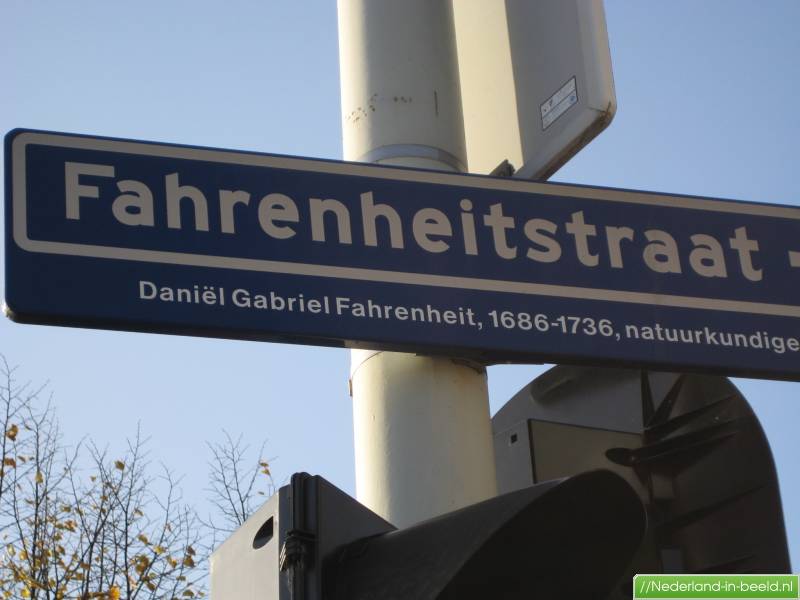 Fahrenheitstraat -
Daniël Gabriel Fahrenheit, 1686-1736, natuurkundige
//Nederland-in-beeld.nl